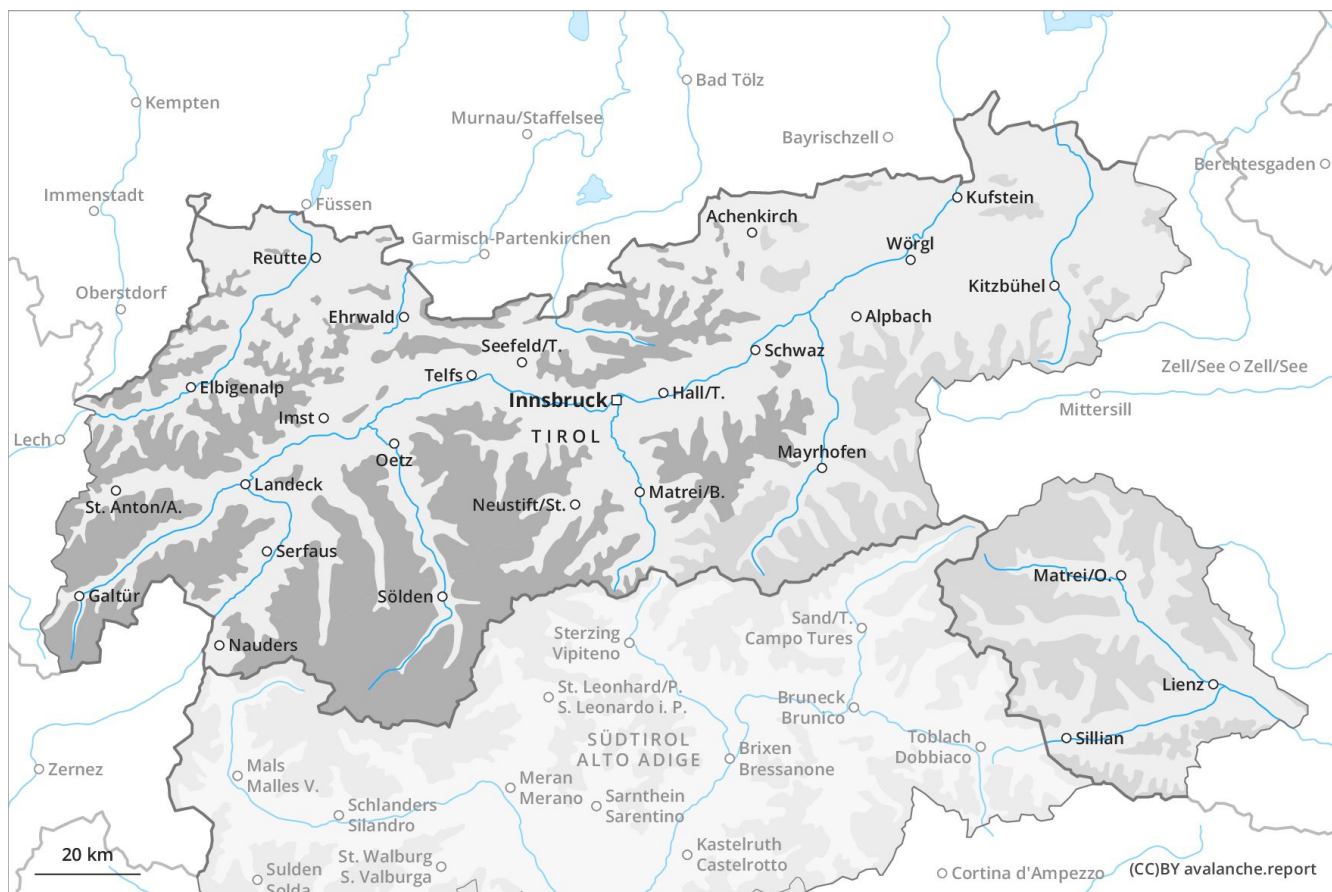 Bad Tölz
Kempten
Murnau/Staffelsee
Bayrischzell
Berchtesgaden
Immenstadt
Füssen
Kufstein
Achenkirch
Garmisch-Partenkirchen
Wörgl
Reutte
Kitzbühel
Oberstdorf
Ehrwald
Alpbach
Seefeld/T.
Schwaz
Zell/See
Zell/See
Telfs
Elbigenalp
Hall/T.
Innsbruck
Mittersill
Imst
TIROL
Lech
Oetz
Mayrhofen
Landeck
Matrei/B.
St. Anton/A.
Neustift/St.
Serfaus
Matrei/O.
Galtür
Sölden
Sand/T.
Campo Tures
Sterzing
Vipiteno
Nauders
Lienz
St. Leonhard/P.
S. Leonardo i. P.
Bruneck
Brunico
SÜDTIROL
ALTO ADIGE
Sillian
Toblach
Dobbiaco
Brixen
Bressanone
Zernez
Mals
Malles V.
Meran
Merano
Sarnthein
Sarentino
Schlanders
Silandro
Kastelruth
Castelrotto
20 km
St. Walburg
S. Valburga
Sulden
Solda
Cortina d'Ampezzo
(CC)BY avalanche.report